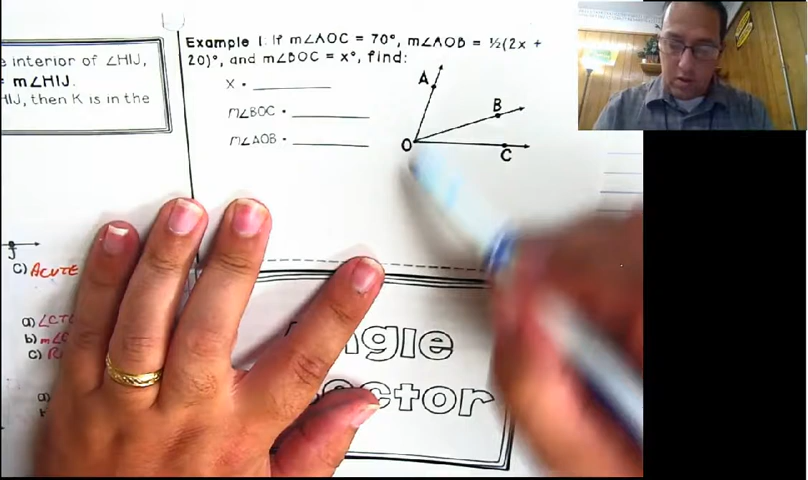 e interior of ∠HIJ,
= m∠HIJ.
HIJ, then K is in the
Example 1: If m∠AOC = 70°, m∠AOB = ½(2x +
20)°, and m∠BOC = x°, find:
x =
m∠BOC =
m∠AOB =
A
B
O
C
C) ACUTE
a) ∠CT
b) m∠
c) R
a)
ngle
ector